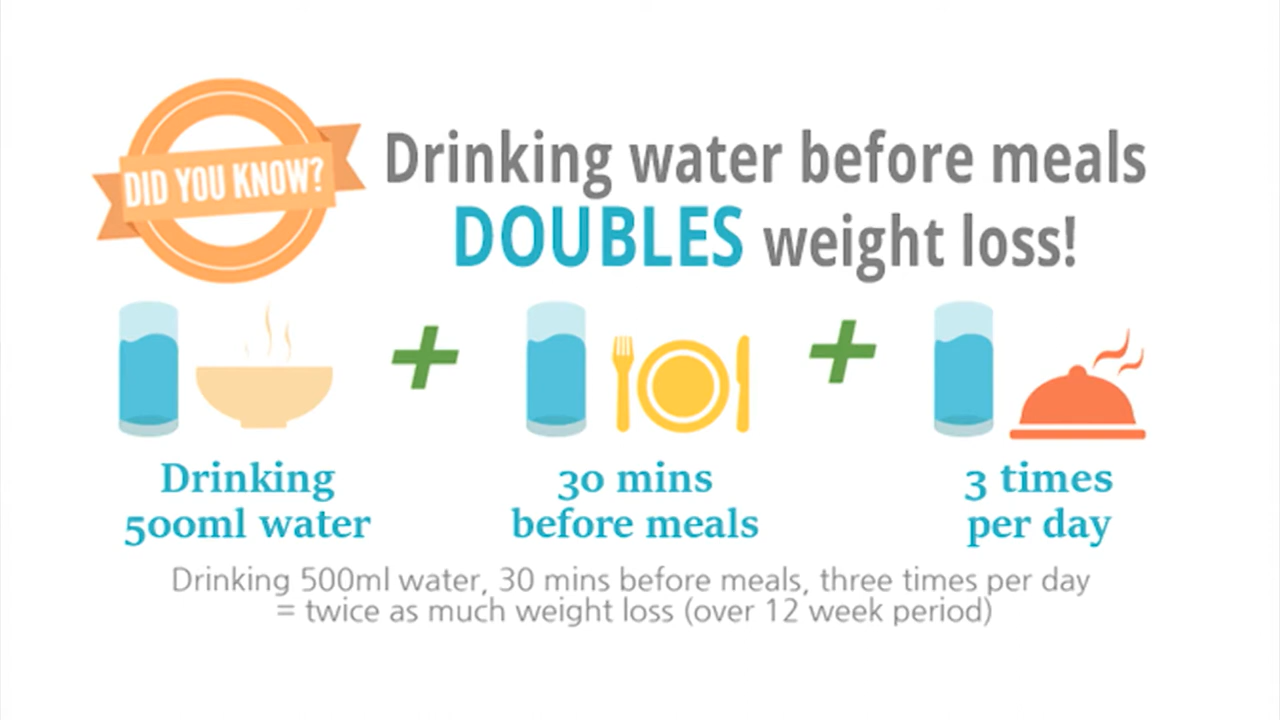 DID YOU KNOW?
Drinking water before meals
DOUBLES weight loss!
Drinking
500ml water
30 mins
before meals
3 times
per day
Drinking 500ml water, 30 mins before meals, three times per day
= twice as much weight loss (over 12 week period)